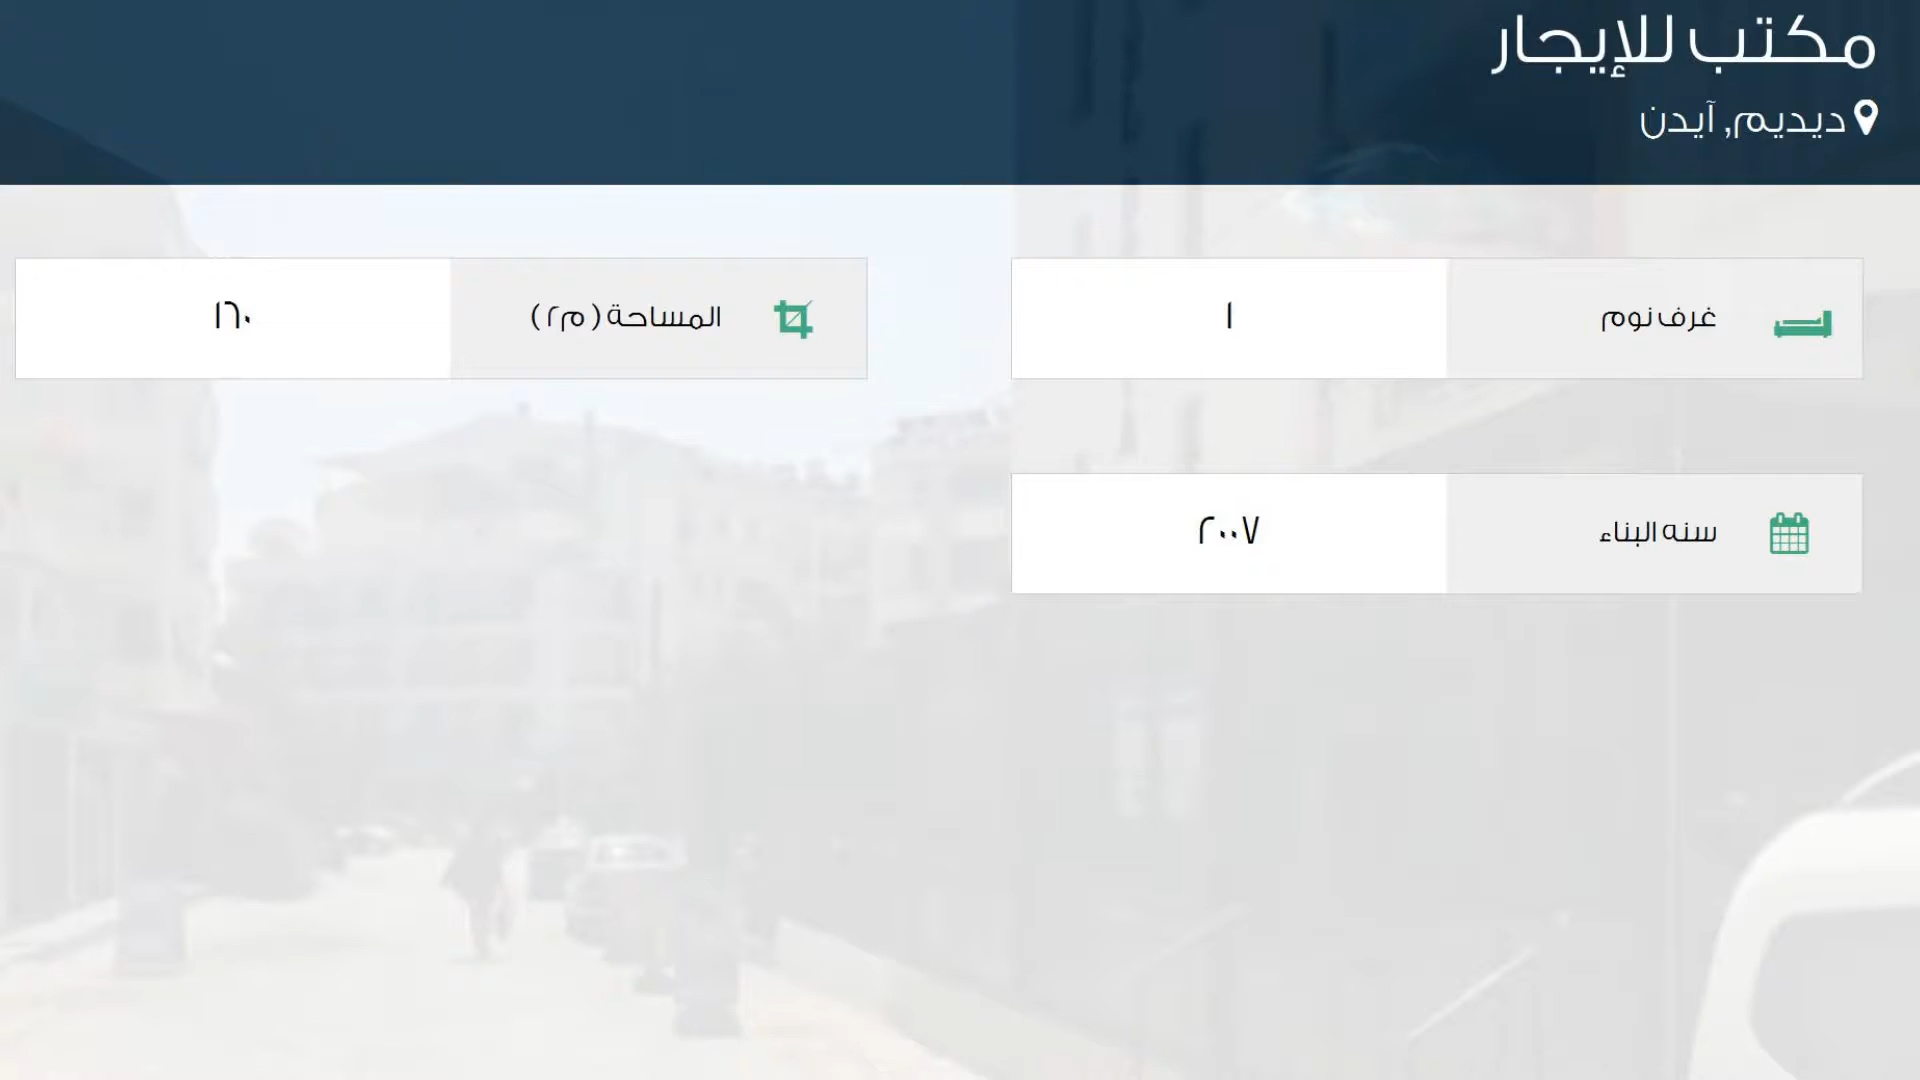 مكتب للإيجار
ديديم, آيدن
غرف نوم
١
المساحة (م٢)
١٦٠
سنه البناء
٢٠٠٧